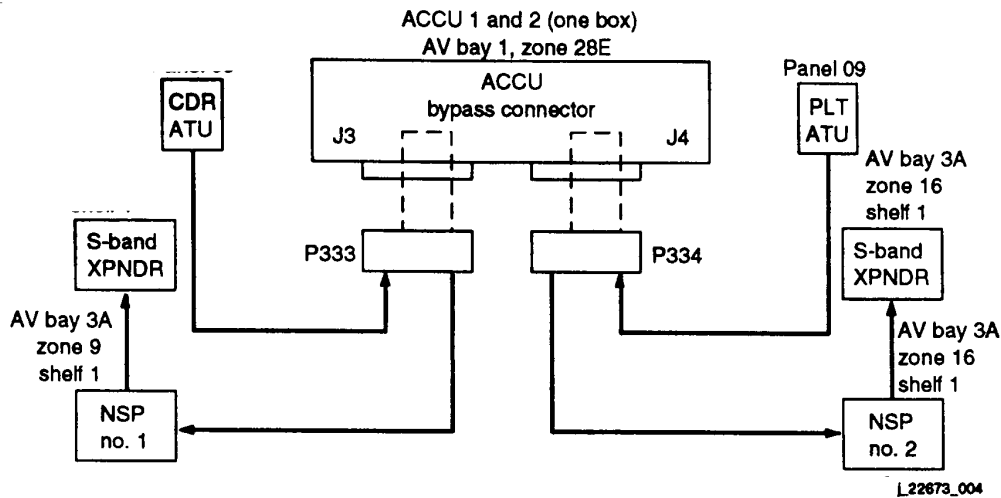 ACCU 1 and 2 (one box)
AV bay 1, zone 28E
ACCU
bypass connector
J3
J4
CDR
ATU
Panel 09
PLT
ATU
AV bay 3A
zone 16
shelf 1
S-band
XPNDR
P333
P334
S-band
XPNDR
AV bay 3A
zone 9
shelf 1
AV bay 3A
zone 16
shelf 1
NSP
no. 1
NSP
no. 2
22673_004